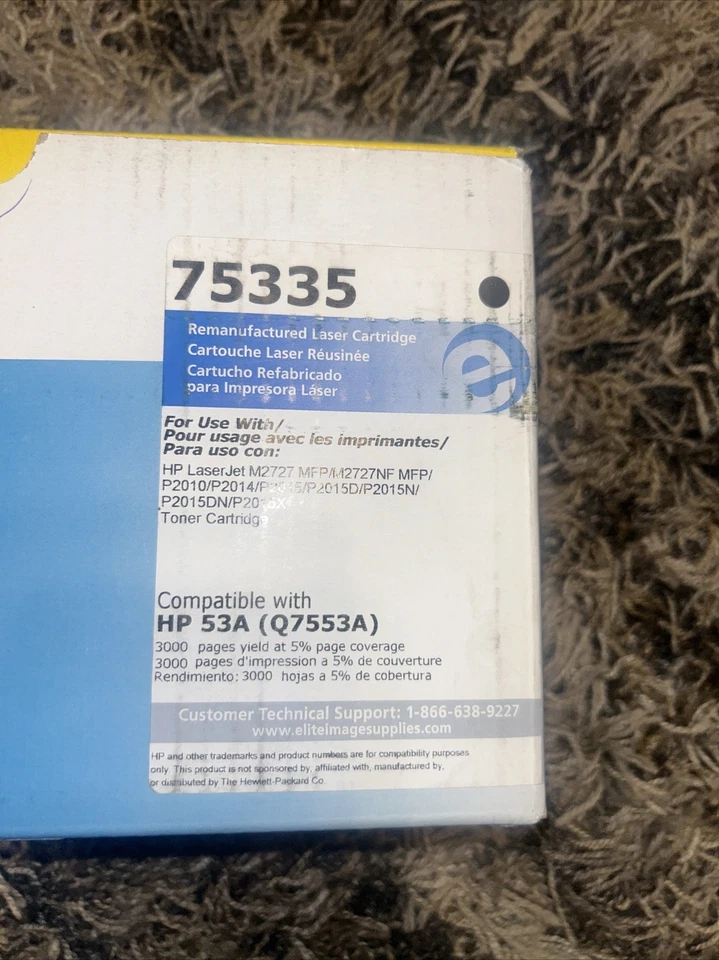 75335
Remanufactured Laser Cartridge
Cartouche Laser Réusinée
Cartucho Refabricado
para Impresora Láser
e
For Use With/
Pour usage avec les imprimantes/
Para uso con:
HP LaserJet M2727 MFP/M2727NF MFP/
P2010/P2014/P2015/P2015D/P2015N/
P2015DN/
Toner Cartridge
Compatible with
HP 53A (Q7553A)
3000 pages yield at 5% page coverage
3000 pages d'impression a 5% de couverture
Rendimiento: 3000 hojas a 5% de cobertura
Customer Technical Support: 1-866-638-9227
www.eliteimagesupplies.com
HP and other trademarks and product numbers are for compatibility purposes
only. This product is not sponsored by, affiliated with, manufactured by,
or distributed by The Hewlett-Packard Co.